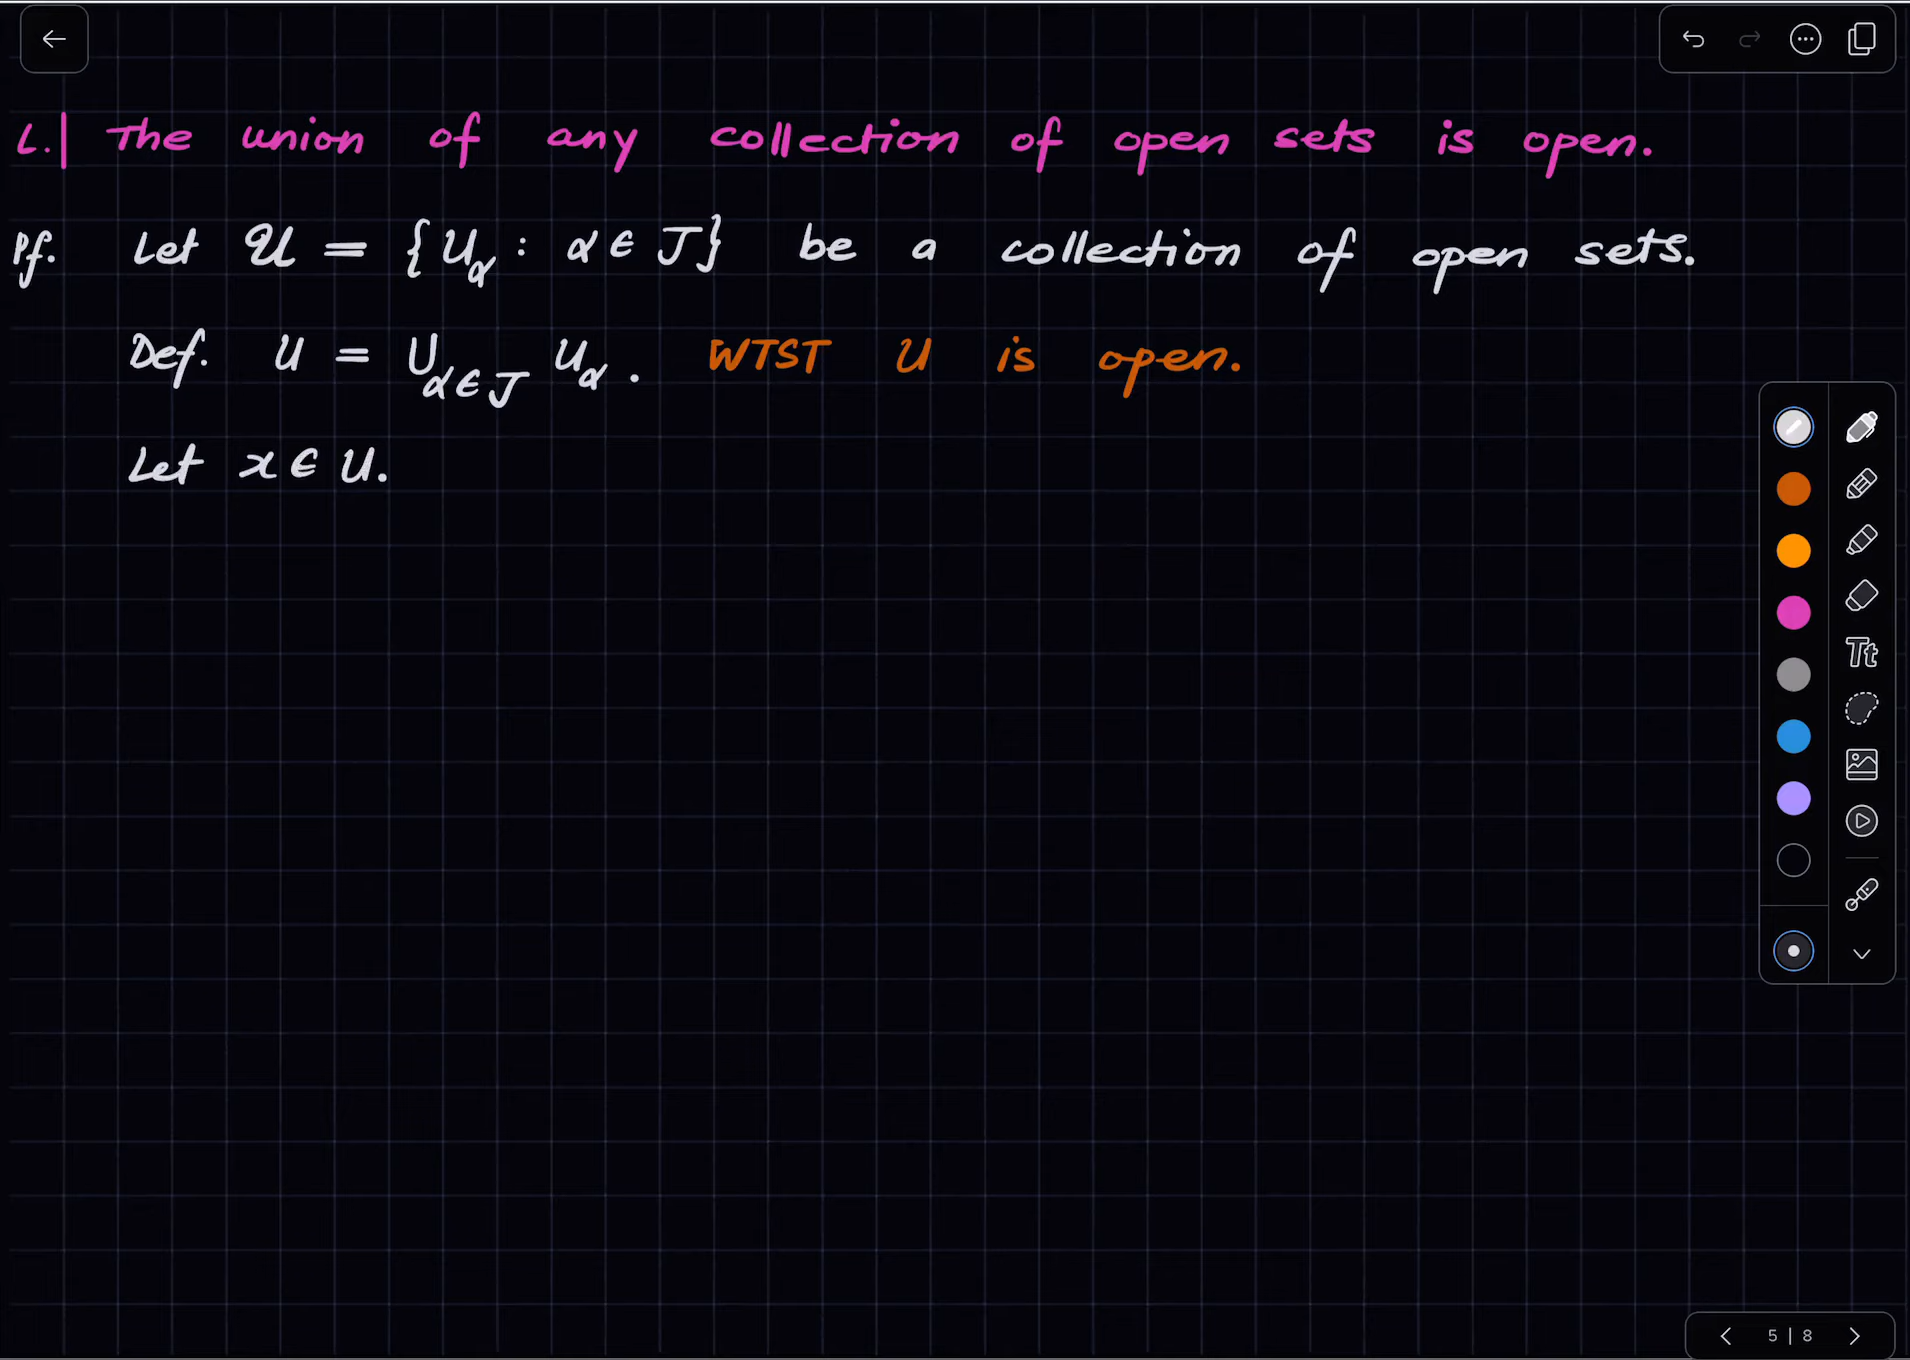 L.| The union of any collection of open sets is open.
Pf. Let 𝒰 = {U_α : α ∈ J} be a collection of open sets.
Def. U = ∪_{α∈J} U_α. WTST U is open.
Let x ∈ U.
Tt
5 | 8